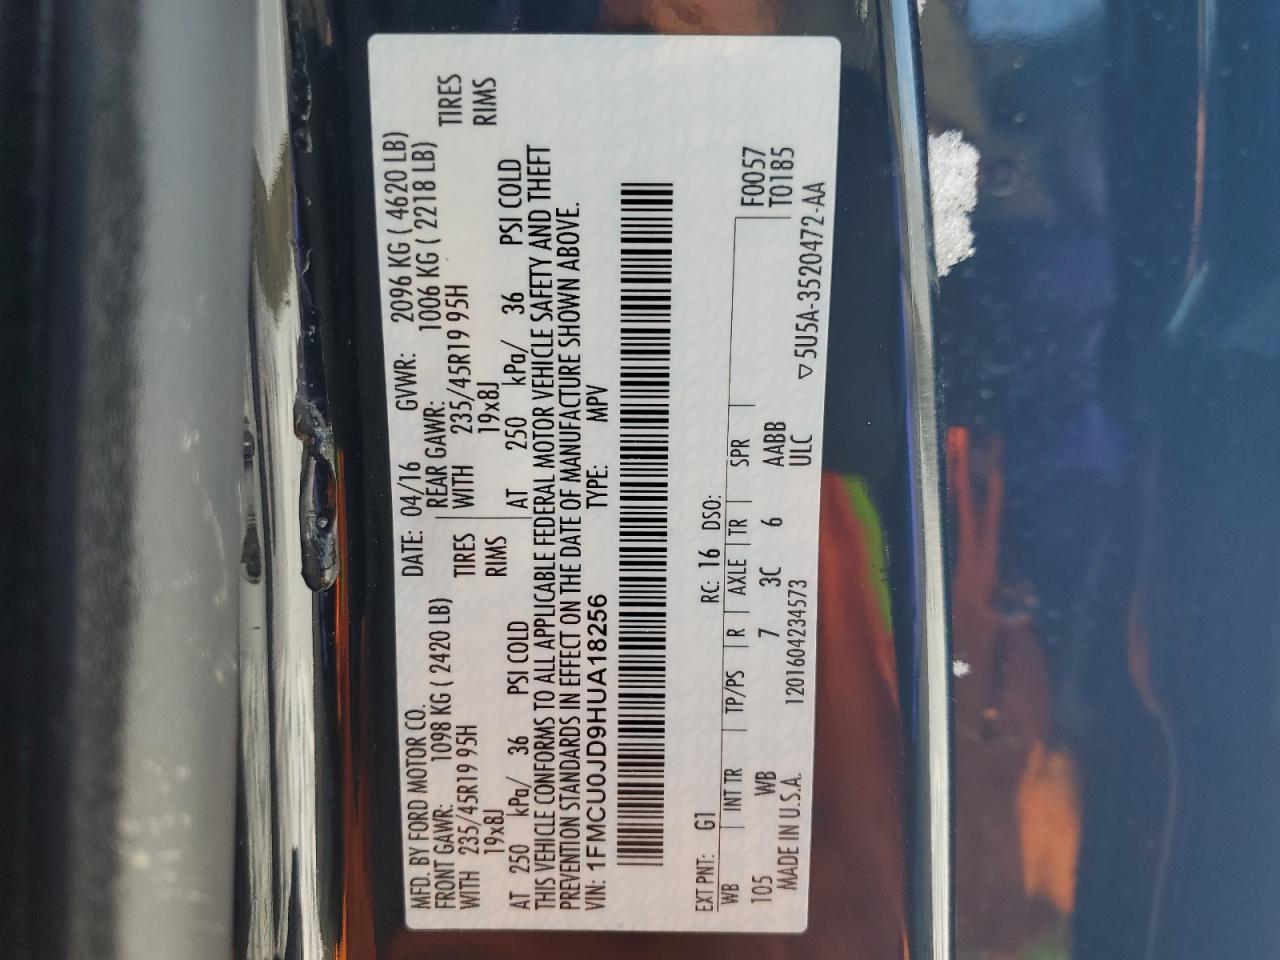 MFD. BY FORD MOTOR CO.
DATE: 04/16 GVWR: 2096 KG ( 4620 LB)
FRONT GAWR: 1098 KG ( 2420 LB)
REAR GAWR: 1006 KG ( 2218 LB)
WITH 235/45R19 95H TIRES
WITH 235/45R19 95H TIRES
19x8J RIMS
19x8J RIMS
AT 250 kPa/ 36 PSI COLD
AT 250 kPa/ 36 PSI COLD
THIS VEHICLE CONFORMS TO ALL APPLICABLE FEDERAL MOTOR VEHICLE SAFETY AND THEFT
PREVENTION STANDARDS IN EFFECT ON THE DATE OF MANUFACTURE SHOWN ABOVE.
VIN: 1FMCU0JD9HUA18256 TYPE: MPV
EXT PNT: G1 RC: 16 DSO:
WB INT TR TP/PS R AXLE TR SPR F0057
105 WB 7 3C 6 AABB T0185
MADE IN U.S.A. 1201604234573 ULC ▽5U5A-3520472-AA